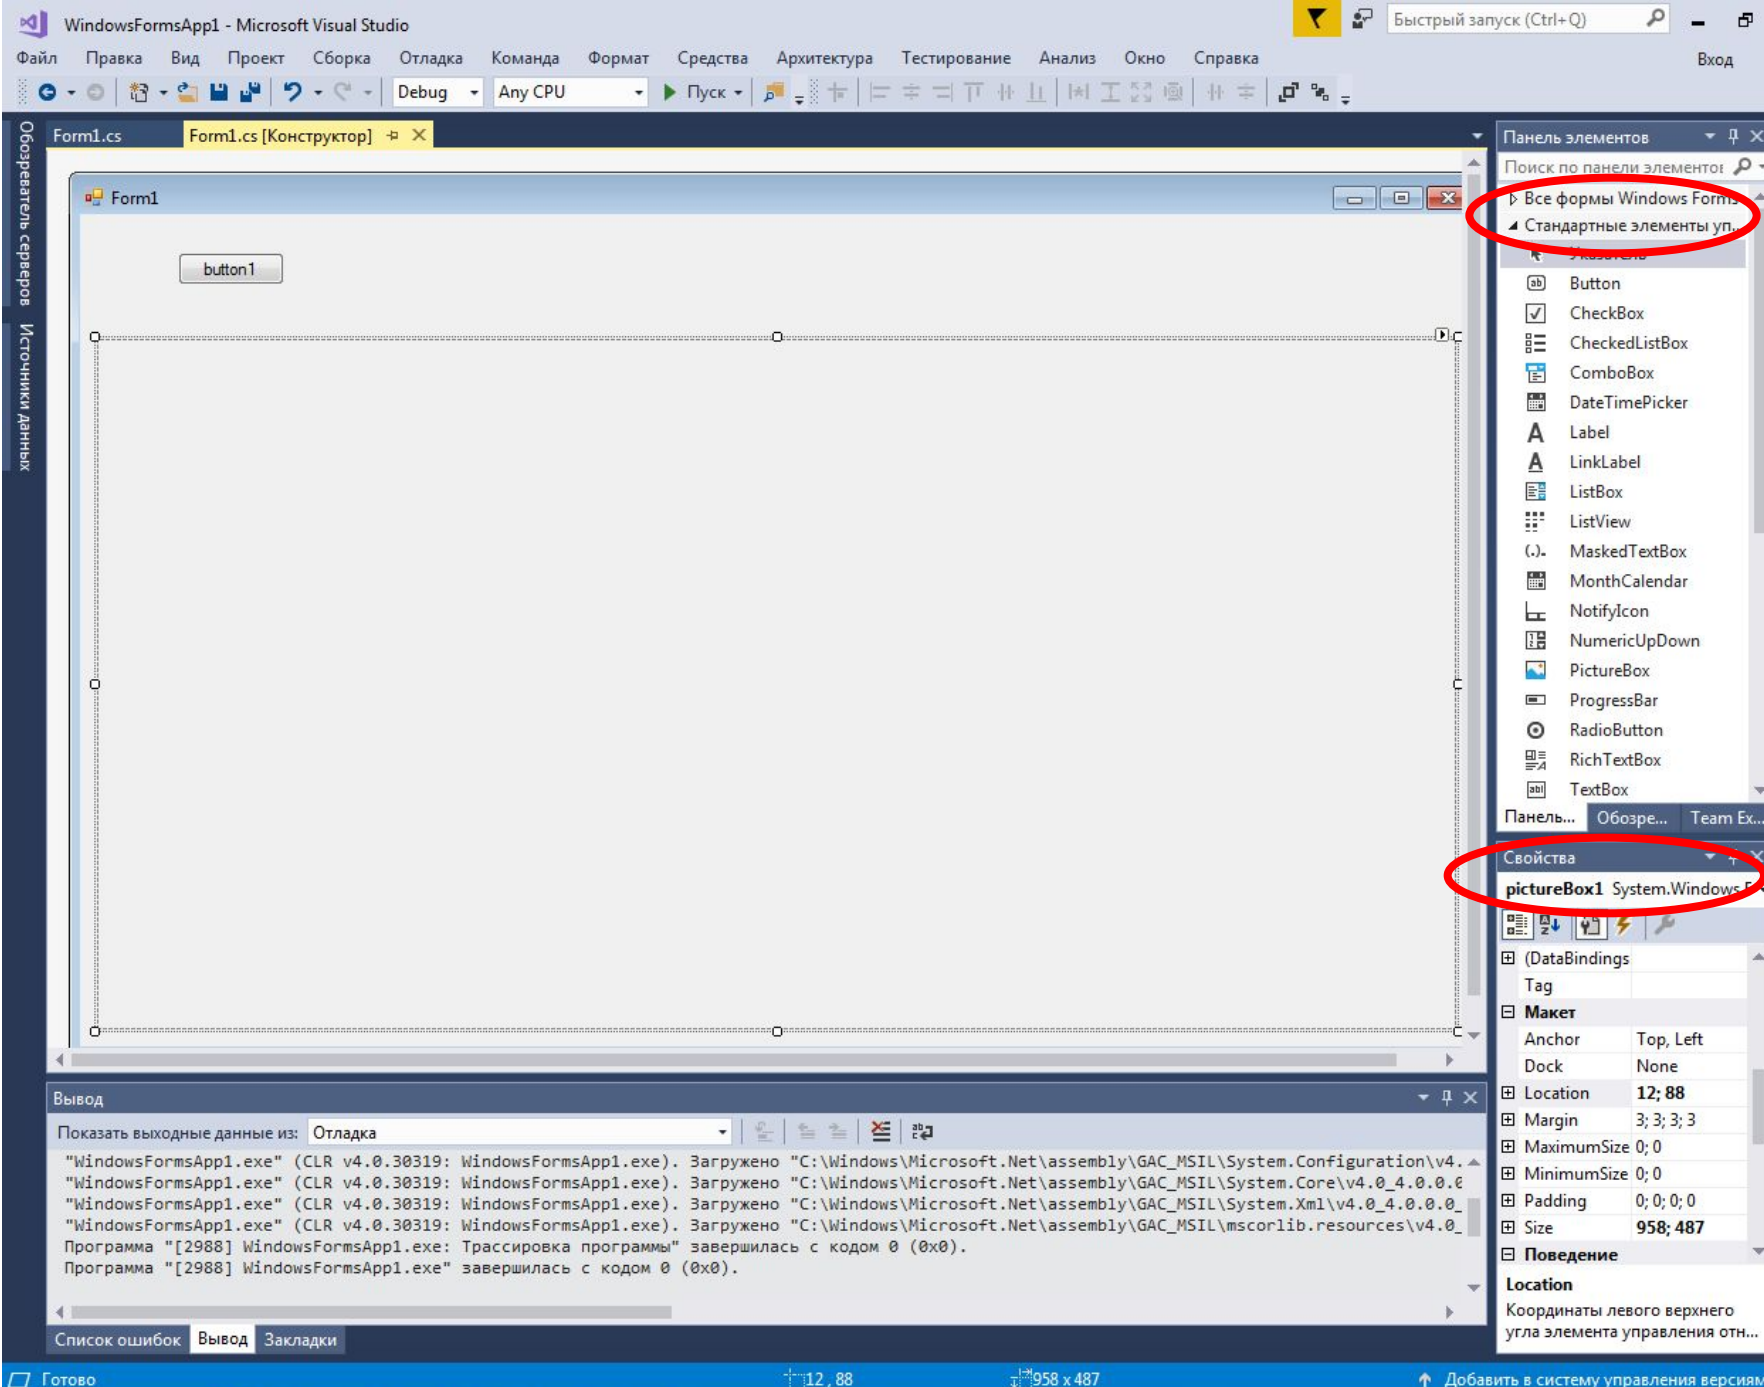 WindowsFormsApp1 - Microsoft Visual Studio
Быстрый запуск (Ctrl+Q)
Файл Правка Вид Проект Сборка Отладка Команда Формат Средства Архитектура Тестирование Анализ Окно Справка
Вход
Debug Any CPU Пуск
Обозреватель серверов
Источники данных
Form1.cs Form1.cs [Конструктор]
Form1
button1
Панель элементов
Поиск по панели элементов
Все формы Windows Forms
Стандартные элементы уп...
Указатель
Button
CheckBox
CheckedListBox
ComboBox
DateTimePicker
Label
LinkLabel
ListBox
ListView
MaskedTextBox
MonthCalendar
NotifyIcon
NumericUpDown
PictureBox
ProgressBar
RadioButton
RichTextBox
TextBox
Панель... Обозре... Team Ex...
Свойства
pictureBox1 System.Windows.F
(DataBindings
Tag
Макет
Anchor Top, Left
Dock None
Location 12; 88
Margin 3; 3; 3; 3
MaximumSize 0; 0
MinimumSize 0; 0
Padding 0; 0; 0; 0
Size 958; 487
Поведение
Location
Координаты левого верхнего
угла элемента управления отн...
Вывод
Показать выходные данные из: Отладка
"WindowsFormsApp1.exe" (CLR v4.0.30319: WindowsFormsApp1.exe). Загружено "C:\Windows\Microsoft.Net\assembly\GAC_MSIL\System.Configuration\v4.
"WindowsFormsApp1.exe" (CLR v4.0.30319: WindowsFormsApp1.exe). Загружено "C:\Windows\Microsoft.Net\assembly\GAC_MSIL\System.Core\v4.0_4.0.0.0
"WindowsFormsApp1.exe" (CLR v4.0.30319: WindowsFormsApp1.exe). Загружено "C:\Windows\Microsoft.Net\assembly\GAC_MSIL\System.Xml\v4.0_4.0.0.0_
"WindowsFormsApp1.exe" (CLR v4.0.30319: WindowsFormsApp1.exe). Загружено "C:\Windows\Microsoft.Net\assembly\GAC_MSIL\mscorlib.resources\v4.0_
Программа "[2988] WindowsFormsApp1.exe: Трассировка программы" завершилась с кодом 0 (0x0).
Программа "[2988] WindowsFormsApp1.exe" завершилась с кодом 0 (0x0).
Список ошибок Вывод Закладки
Готово 12 , 88 958 x 487 Добавить в систему управления версиям